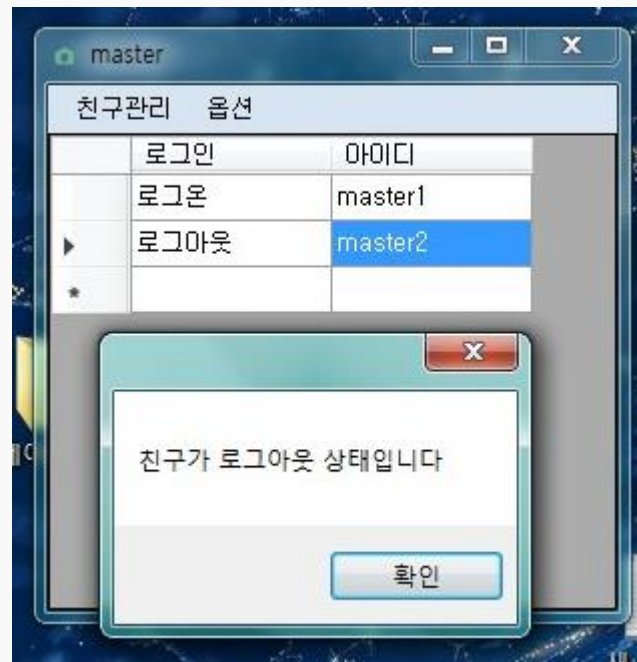 master
친구관리 옵션
로그인 아이디
로그온 master1
로그아웃 master2
친구가 로그아웃 상태입니다
확인